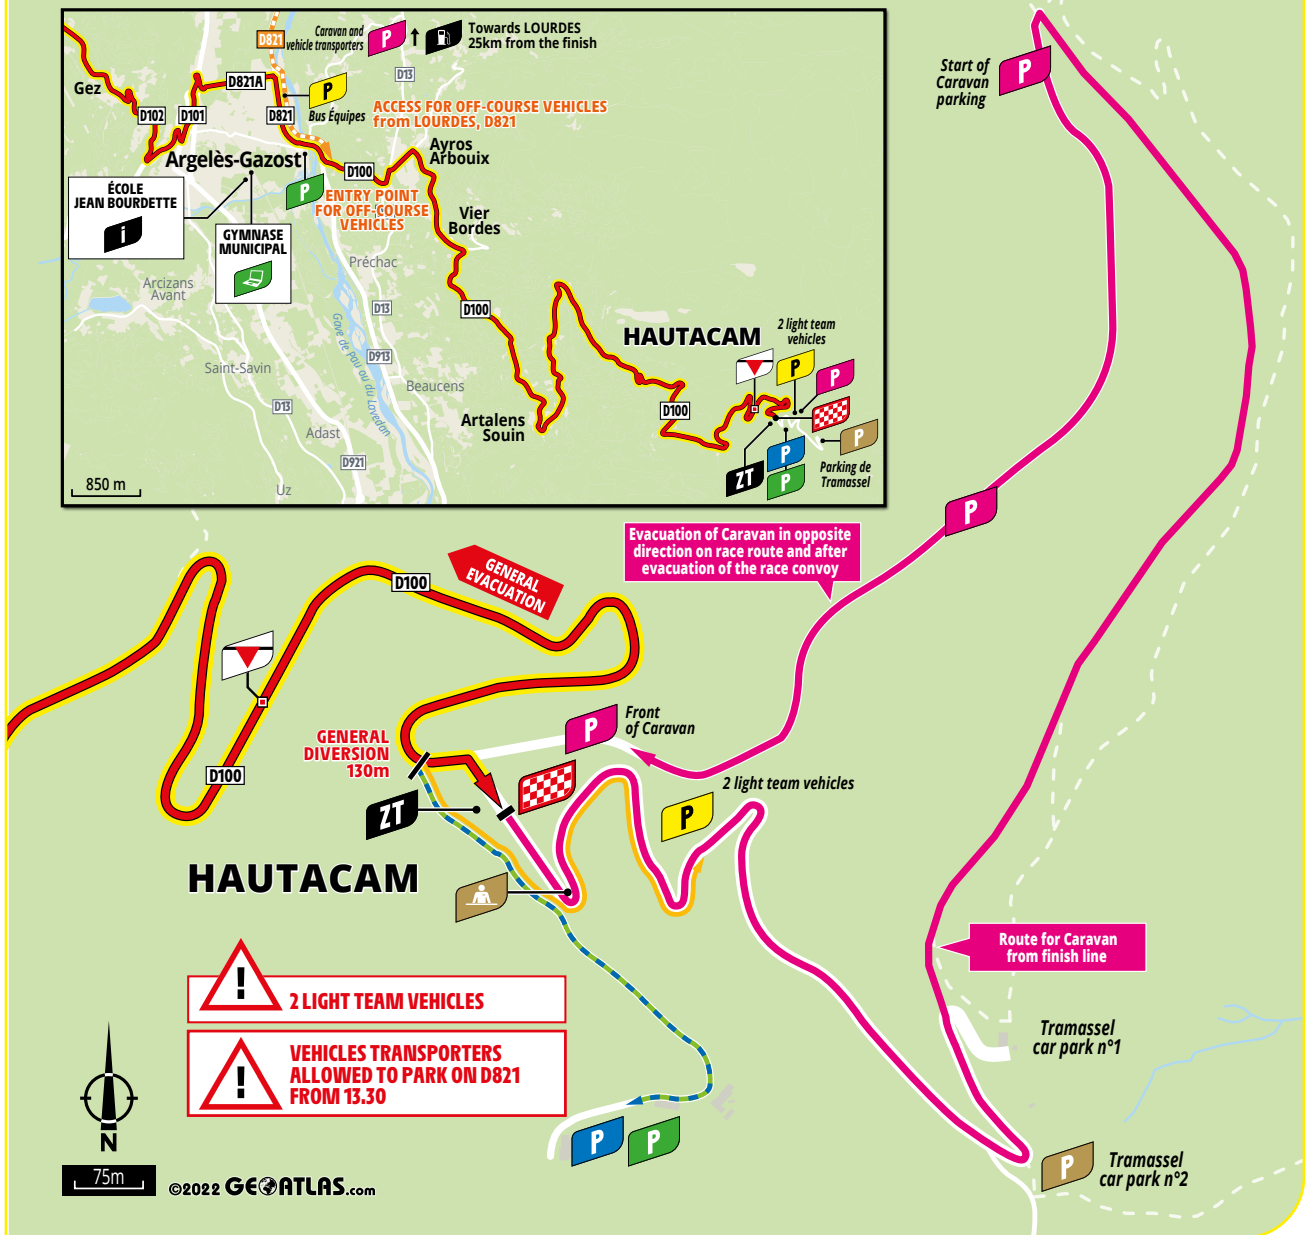 D821
Caravan and
vehicle transporters
P
Towards LOURDES
25km from the finish
Gez
D821A
D13
P
Bus Équipes
D102
D101
D821
ACCESS FOR OFF-COURSE VEHICLES
from LOURDES, D821
Argelès-Gazost
Ayros
Arbouix
D100
P
ENTRY POINT
FOR OFF-COURSE
VEHICLES
ÉCOLE
JEAN BOURDETTE
i
GYMNASE
MUNICIPAL
Vier
Bordes
Préchac
Arcizans
Avant
D13
D100
Gave de Pau ou du Lavedan
D913
HAUTACAM
2 light team
vehicles
P
P
Saint-Savin
Beaucens
D13
D100
Artalens
Souin
Adast
P
P
D921
ZT
P
Parking de
Tramassel
850 m
Uz
Start of
Caravan
parking
P
P
Evacuation of Caravan in opposite
direction on race route and after
evacuation of the race convoy
GENERAL
EVACUATION
D100
P
Front
of Caravan
GENERAL
DIVERSION
130m
D100
2 light team vehicles
P
ZT
HAUTACAM
Route for Caravan
from finish line
!
2 LIGHT TEAM VEHICLES
!
VEHICLES TRANSPORTERS
ALLOWED TO PARK ON D821
FROM 13.30
Tramassel
car park n°1
N
P
P
P
Tramassel
car park n°2
75m
©2022 GEOATLAS.com